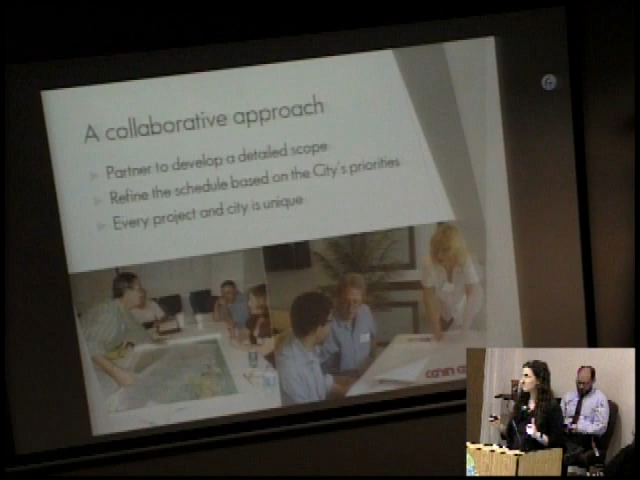 A collaborative approach
Partner to develop a detailed scope
Refine the schedule based on the City's priorities
Every project and city is unique